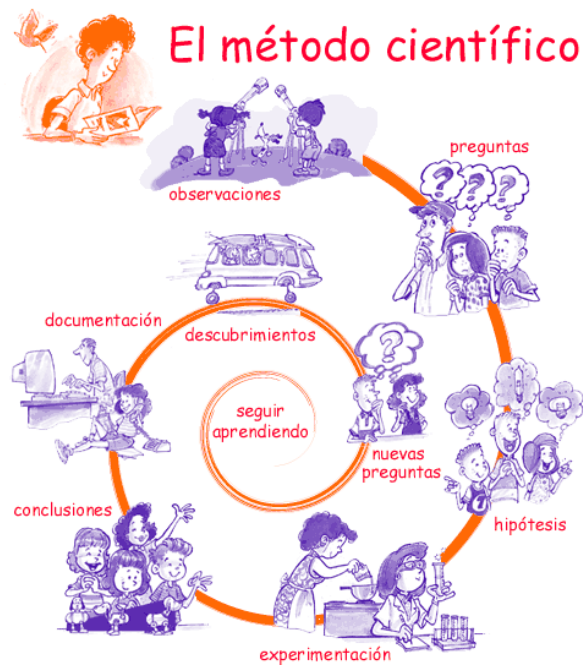 El método científico
observaciones
preguntas
hipótesis
experimentación
conclusiones
documentación
descubrimientos
nuevas
preguntas
seguir
aprendiendo